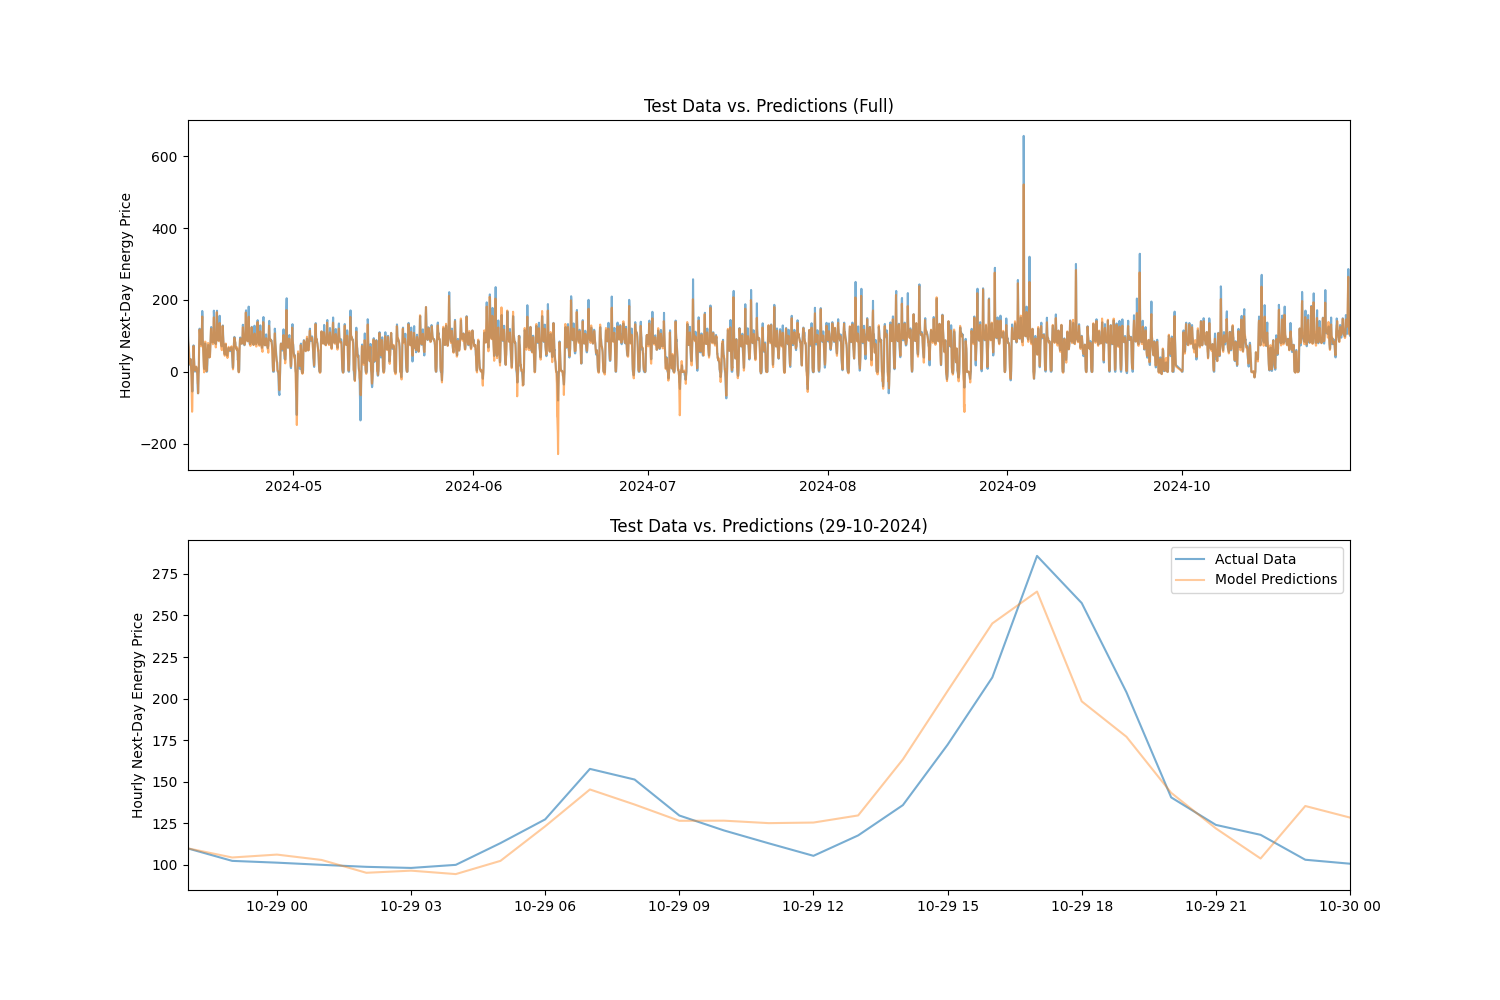 Test Data vs. Predictions (Full)
Hourly Next-Day Energy Price
600
400
200
0
−200
2024-05 2024-06 2024-07 2024-08 2024-09 2024-10
Test Data vs. Predictions (29-10-2024)
Hourly Next-Day Energy Price
275
250
225
200
175
150
125
100
Actual Data
Model Predictions
10-29 00 10-29 03 10-29 06 10-29 09 10-29 12 10-29 15 10-29 18 10-29 21 10-30 00